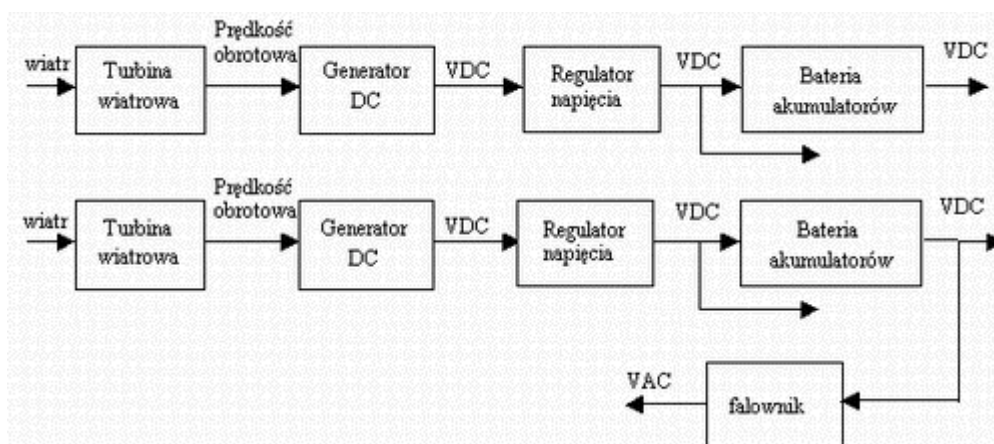 wiatr
Turbina
wiatrowa
Prędkość
obrotowa
Generator
DC
VDC
Regulator
napięcia
VDC
Bateria
akumulatorów
VDC
wiatr
Turbina
wiatrowa
Prędkość
obrotowa
Generator
DC
VDC
Regulator
napięcia
VDC
Bateria
akumulatorów
VDC
VAC
falownik